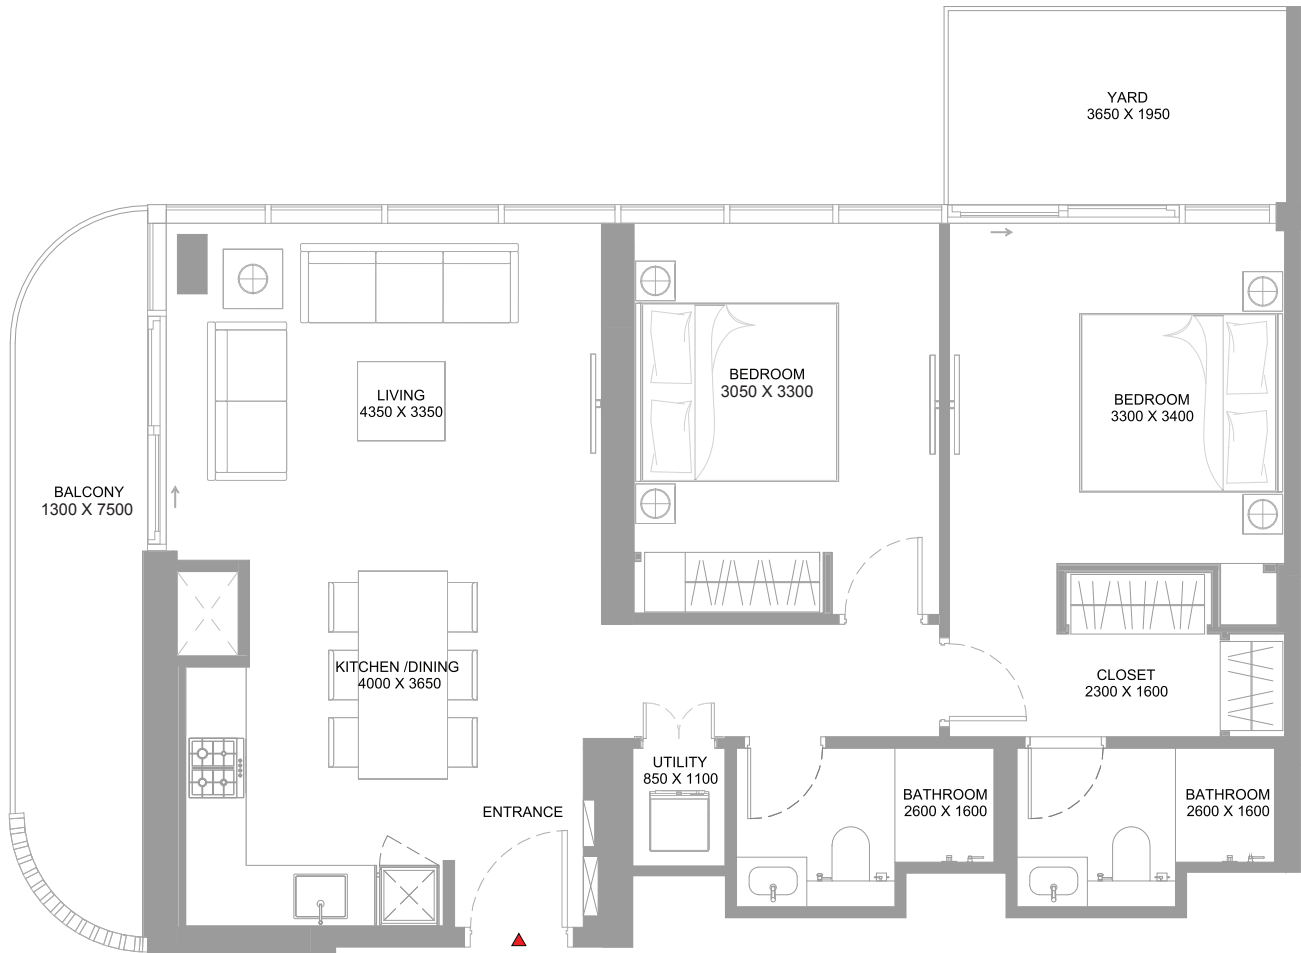 YARD
3650 X 1950
BEDROOM
3050 X 3300
LIVING
4350 X 3350
BEDROOM
3300 X 3400
BALCONY
1300 X 7500
KITCHEN /DINING
4000 X 3650
CLOSET
2300 X 1600
UTILITY
850 X 1100
ENTRANCE
BATHROOM
2600 X 1600
BATHROOM
2600 X 1600